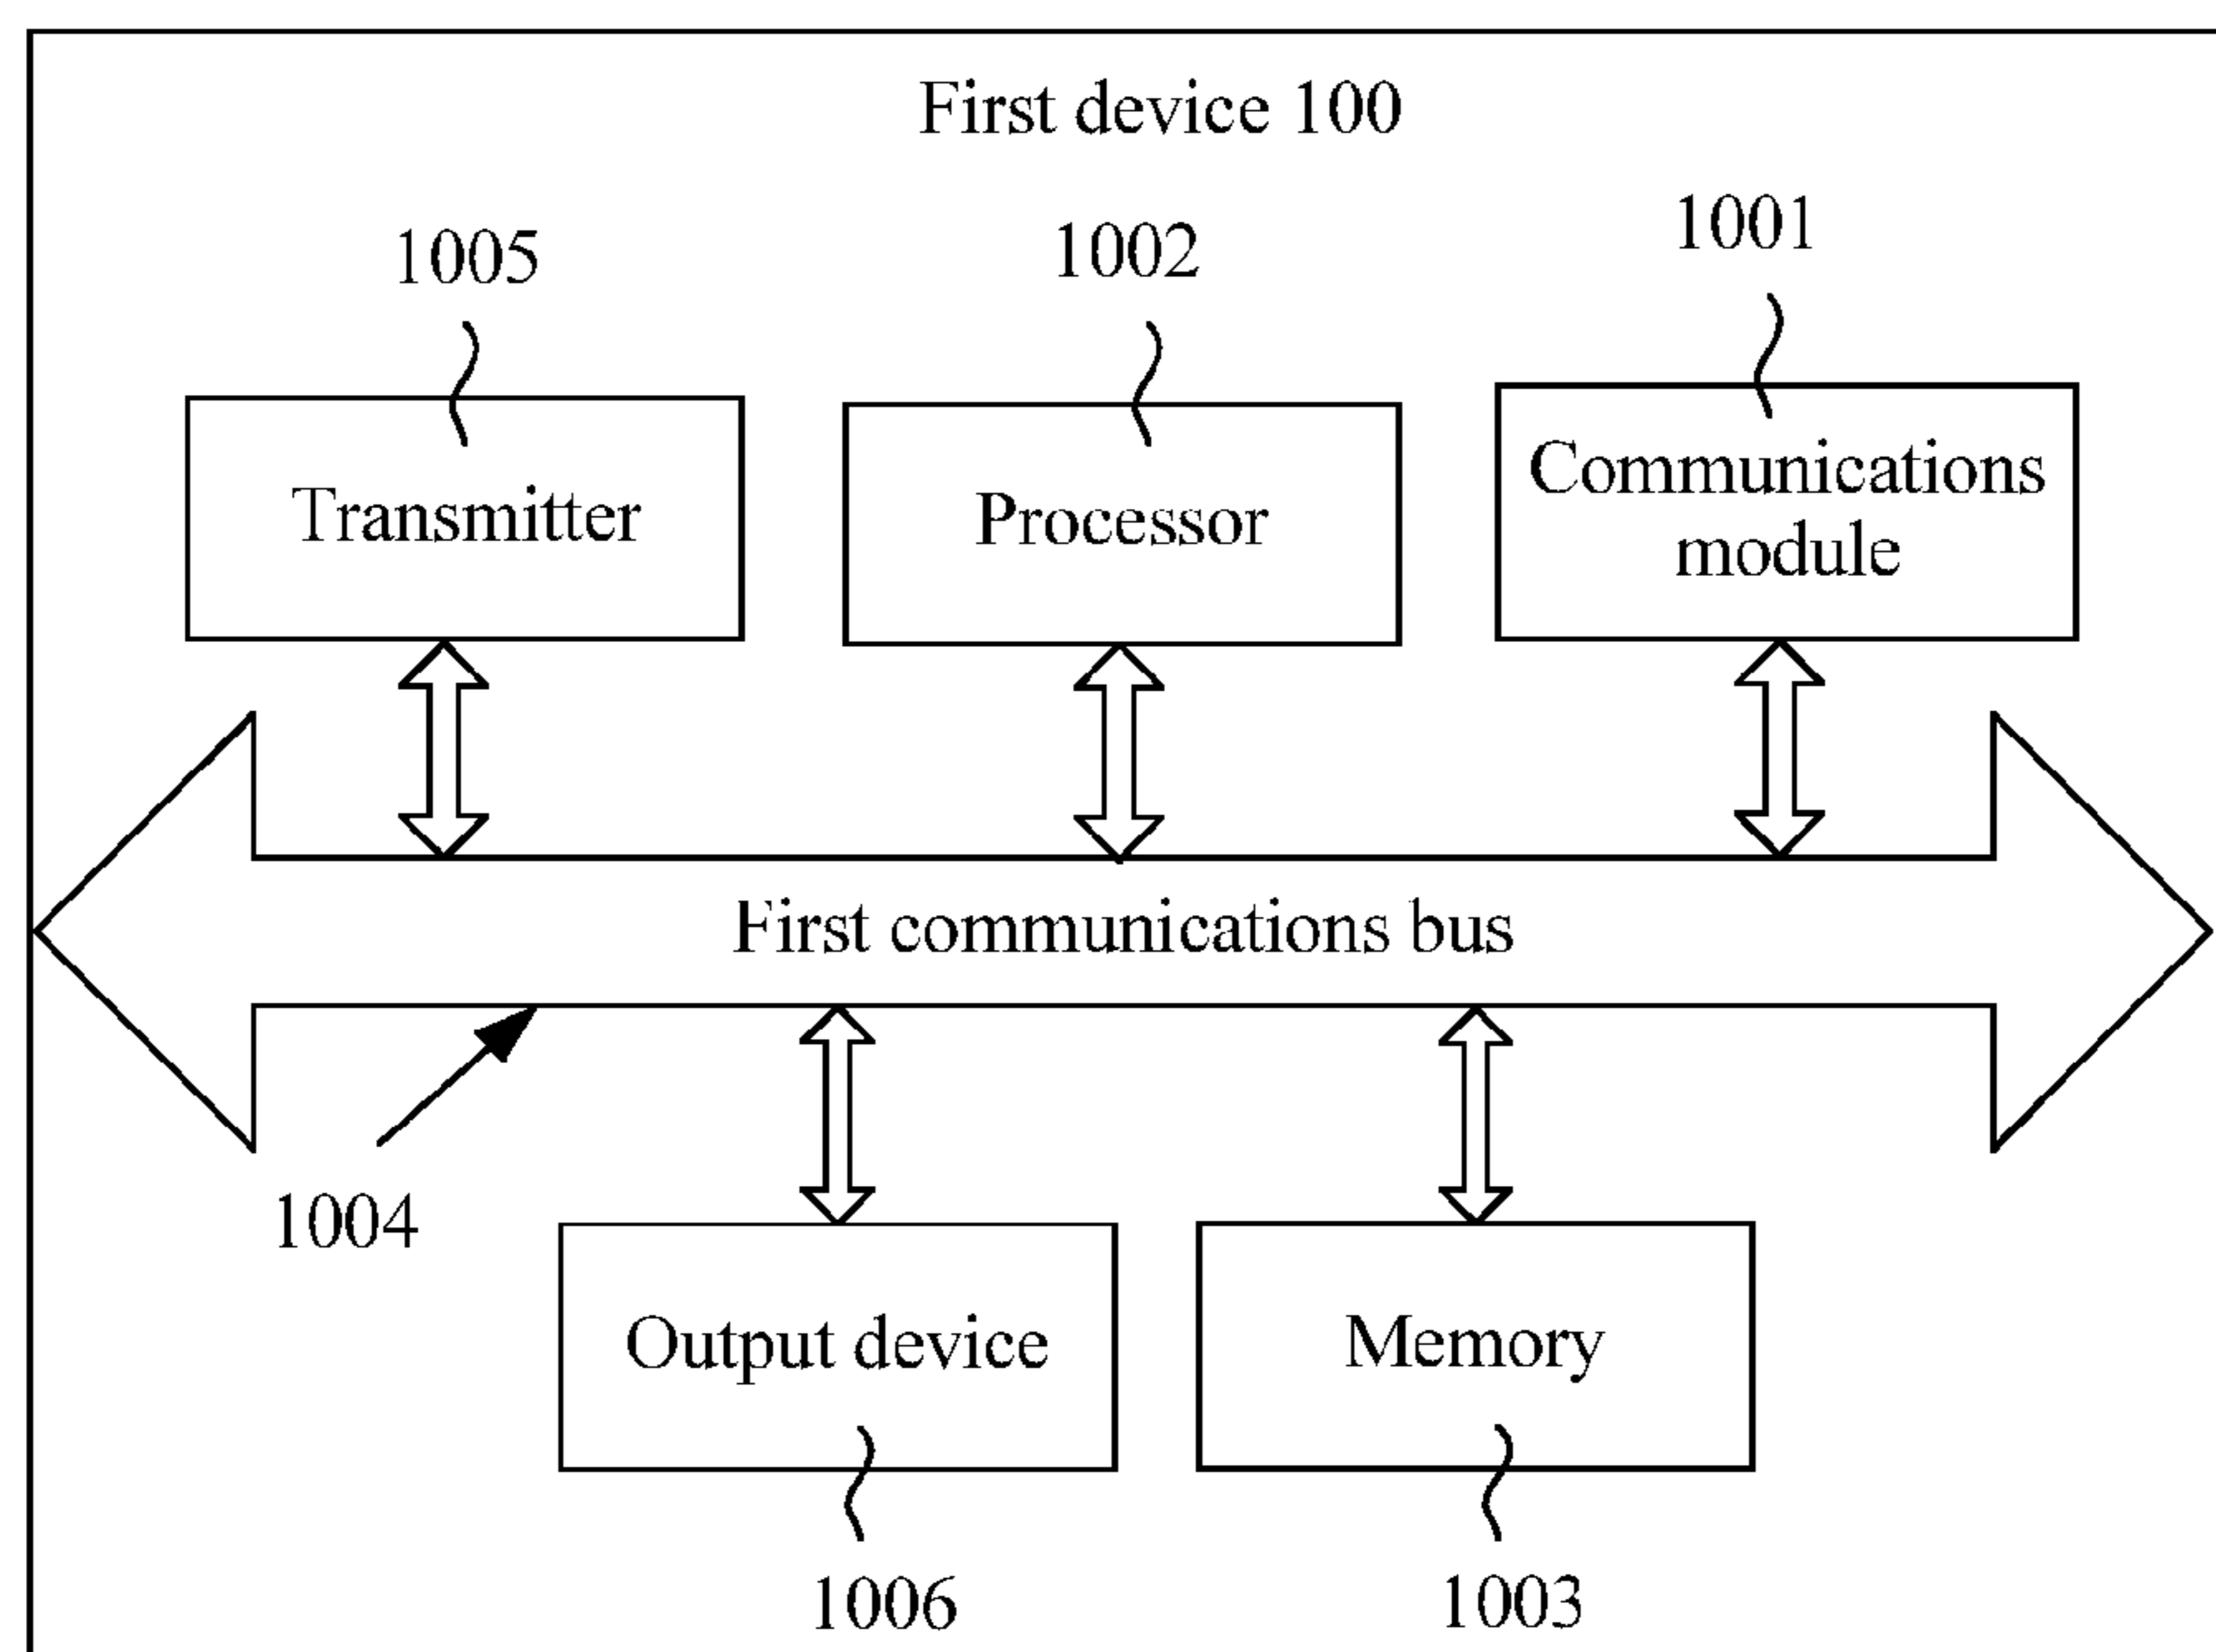 First device 100
1005
1002
1001
Transmitter
Processor
Communications
module
First communications bus
1004
Output device
Memory
1006
1003